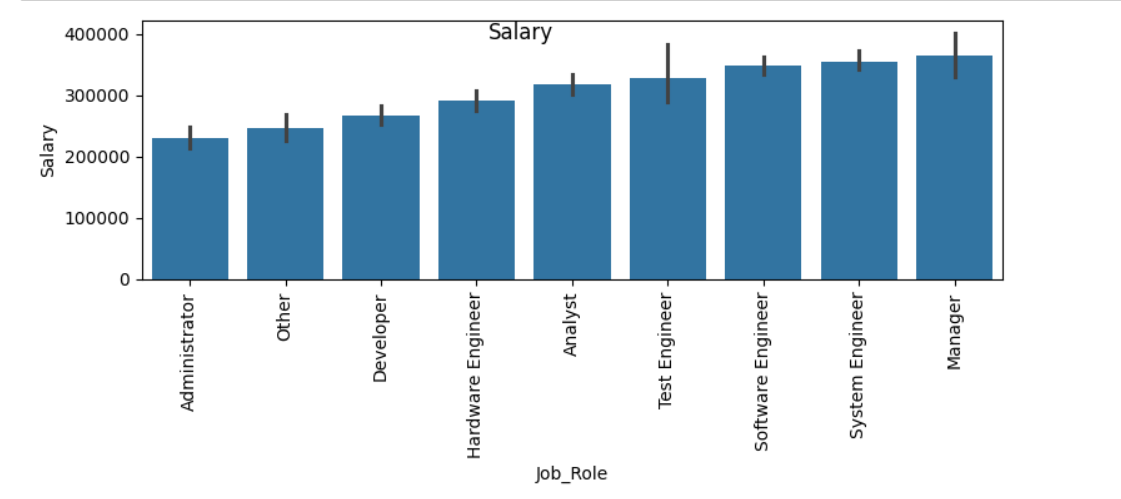 Salary
400000
300000
200000
100000
0
Salary
Administrator
Other
Developer
Hardware Engineer
Analyst
Test Engineer
Software Engineer
System Engineer
Manager
Job_Role